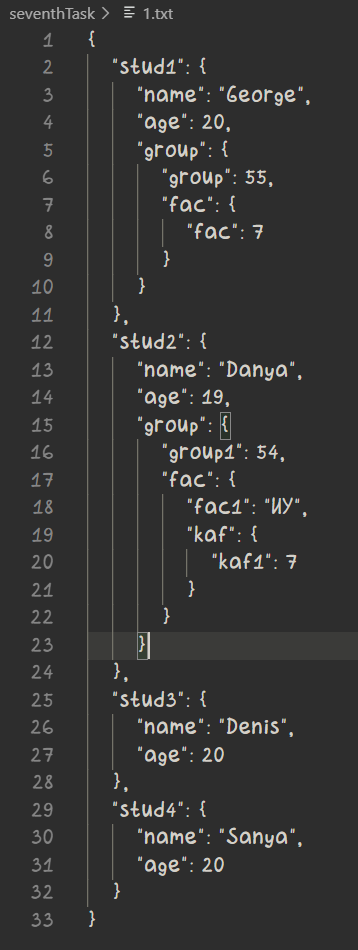 seventhTask > 1.txt
1 {
2 "stud1": {
3 "name": "George",
4 "age": 20,
5 "group": {
6 "group": 55,
7 "fac": {
8 "fac": 7
9 }
10 }
11 },
12 "stud2": {
13 "name": "Danya",
14 "age": 19,
15 "group": {
16 "group1": 54,
17 "fac": {
18 "fac1": "ИУ",
19 "kaf": {
20 "kaf1": 7
21 }
22 }
23 }
24 },
25 "stud3": {
26 "name": "Denis",
27 "age": 20
28 },
29 "stud4": {
30 "name": "Sanya",
31 "age": 20
32 }
33 }